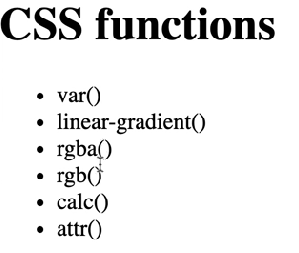 CSS functions
var()
linear-gradient()
rgba()
rgb()
calc()
attr()